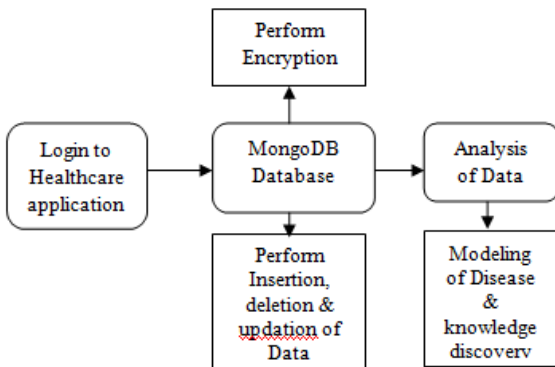 Perform
Encryption
Login to
Healthcare
application
MongoDB
Database
Analysis
of Data
Perform
Insertion,
deletion &
updation of
Data
Modeling
of Disease
&
knowledge
discovery